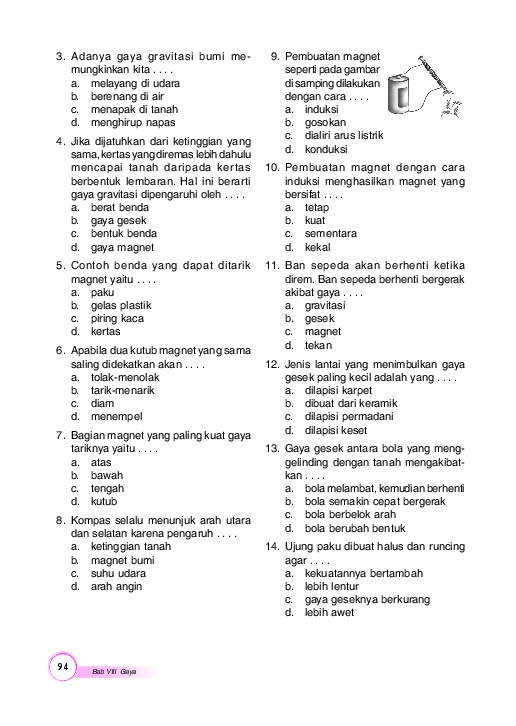 3. Adanya gaya gravitasi bumi me-
mungkinkan kita . . . .
a. melayang di udara
b. berenang di air
c. menapak di tanah
d. menghirup napas
4. Jika dijatuhkan dari ketinggian yang
sama, kertas yang diremas lebih dahulu
mencapai tanah daripada kertas
berbentuk lembaran. Hal ini berarti
gaya gravitasi dipengaruhi oleh . . . .
a. berat benda
b. gaya gesek
c. bentuk benda
d. gaya magnet
5. Contoh benda yang dapat ditarik
magnet yaitu . . . .
a. paku
b. gelas plastik
c. piring kaca
d. kertas
6. Apabila dua kutub magnet yang sama
saling didekatkan akan . . . .
a. tolak-menolak
b. tarik-menarik
c. diam
d. menempel
7. Bagian magnet yang paling kuat gaya
tariknya yaitu . . . .
a. atas
b. bawah
c. tengah
d. kutub
8. Kompas selalu menunjuk arah utara
dan selatan karena pengaruh . . . .
a. ketinggian tanah
b. magnet bumi
c. suhu udara
d. arah angin
9. Pembuatan magnet
seperti pada gambar
di samping dilakukan
dengan cara . . . .
a. induksi
b. gosokan
c. dialiri arus listrik
d. konduksi
10. Pembuatan magnet dengan cara
induksi menghasilkan magnet yang
bersifat . . . .
a. tetap
b. kuat
c. sementara
d. kekal
11. Ban sepeda akan berhenti ketika
direm. Ban sepeda berhenti bergerak
akibat gaya . . . .
a. gravitasi
b. gesek
c. magnet
d. tekan
12. Jenis lantai yang menimbulkan gaya
gesek paling kecil adalah yang . . . .
a. dilapisi karpet
b. dibuat dari keramik
c. dilapisi permadani
d. dilapisi keset
13. Gaya gesek antara bola yang meng-
gelinding dengan tanah mengakibat-
kan . . . .
a. bola melambat, kemudian berhenti
b. bola semakin cepat bergerak
c. bola berbelok arah
d. bola berubah bentuk
14. Ujung paku dibuat halus dan runcing
agar . . . .
a. kekuatannya bertambah
b. lebih lentur
c. gaya geseknya berkurang
d. lebih awet
94
Bab VIII Gaya